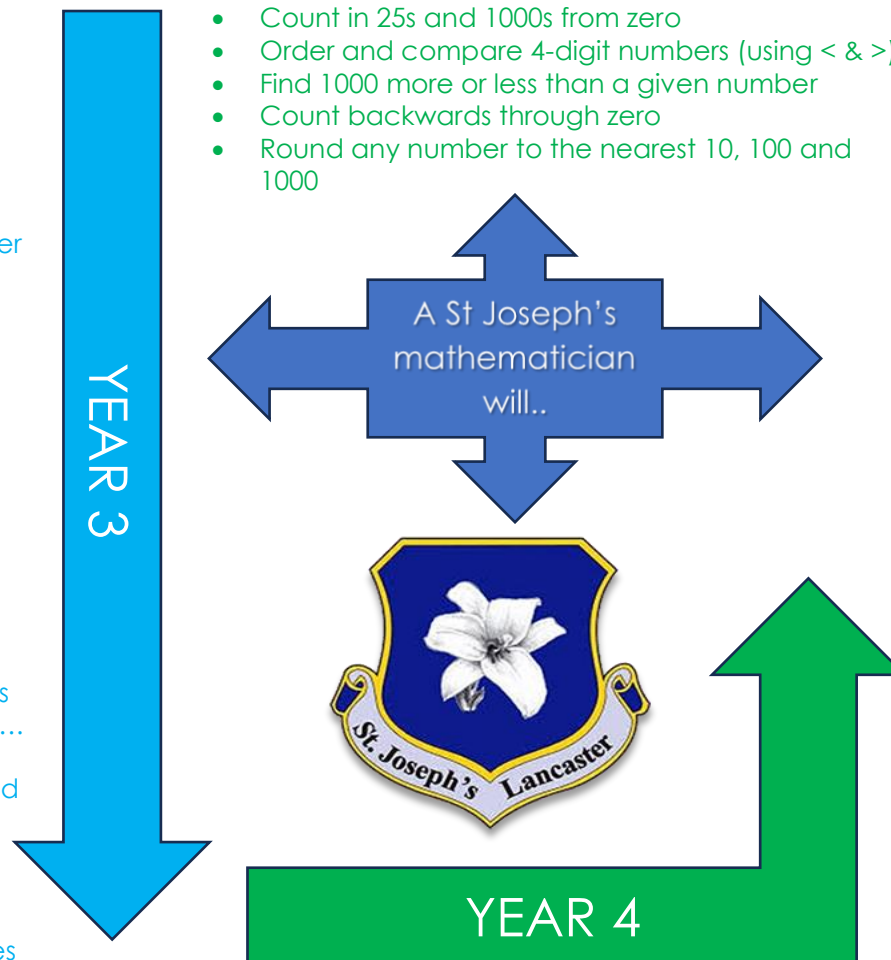 • Count in 25s and 1000s from zero
• Order and compare 4-digit numbers (using < & >)
• Find 1000 more or less than a given number
• Count backwards through zero
• Round any number to the nearest 10, 100 and
1000
A St Joseph's
mathematician
will..
YEAR 3
St. Joseph's Lancaster
YEAR 4